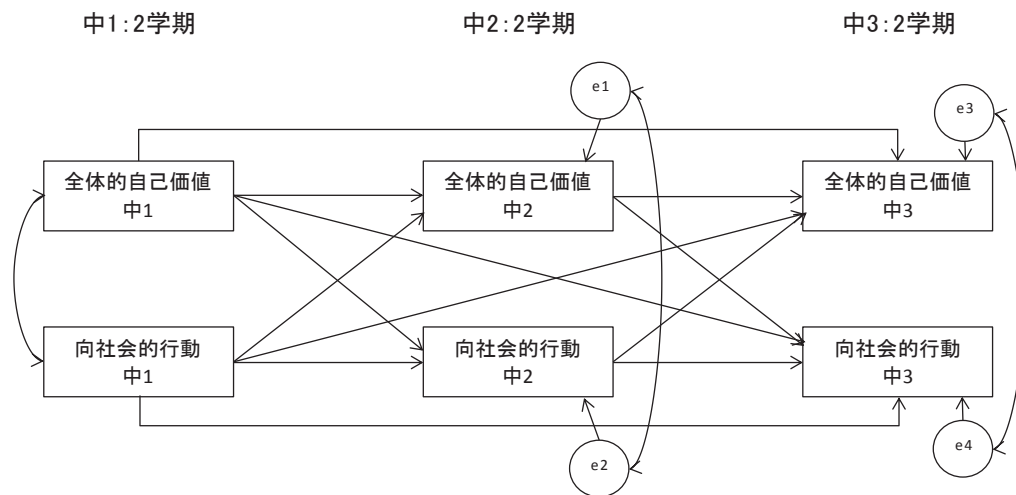 中1：2学期
中2：2学期
中3：2学期
e1
e3
全体的自己価値
中1
全体的自己価値
中2
全体的自己価値
中3
向社会的行動
中1
向社会的行動
中2
向社会的行動
中3
e2
e4